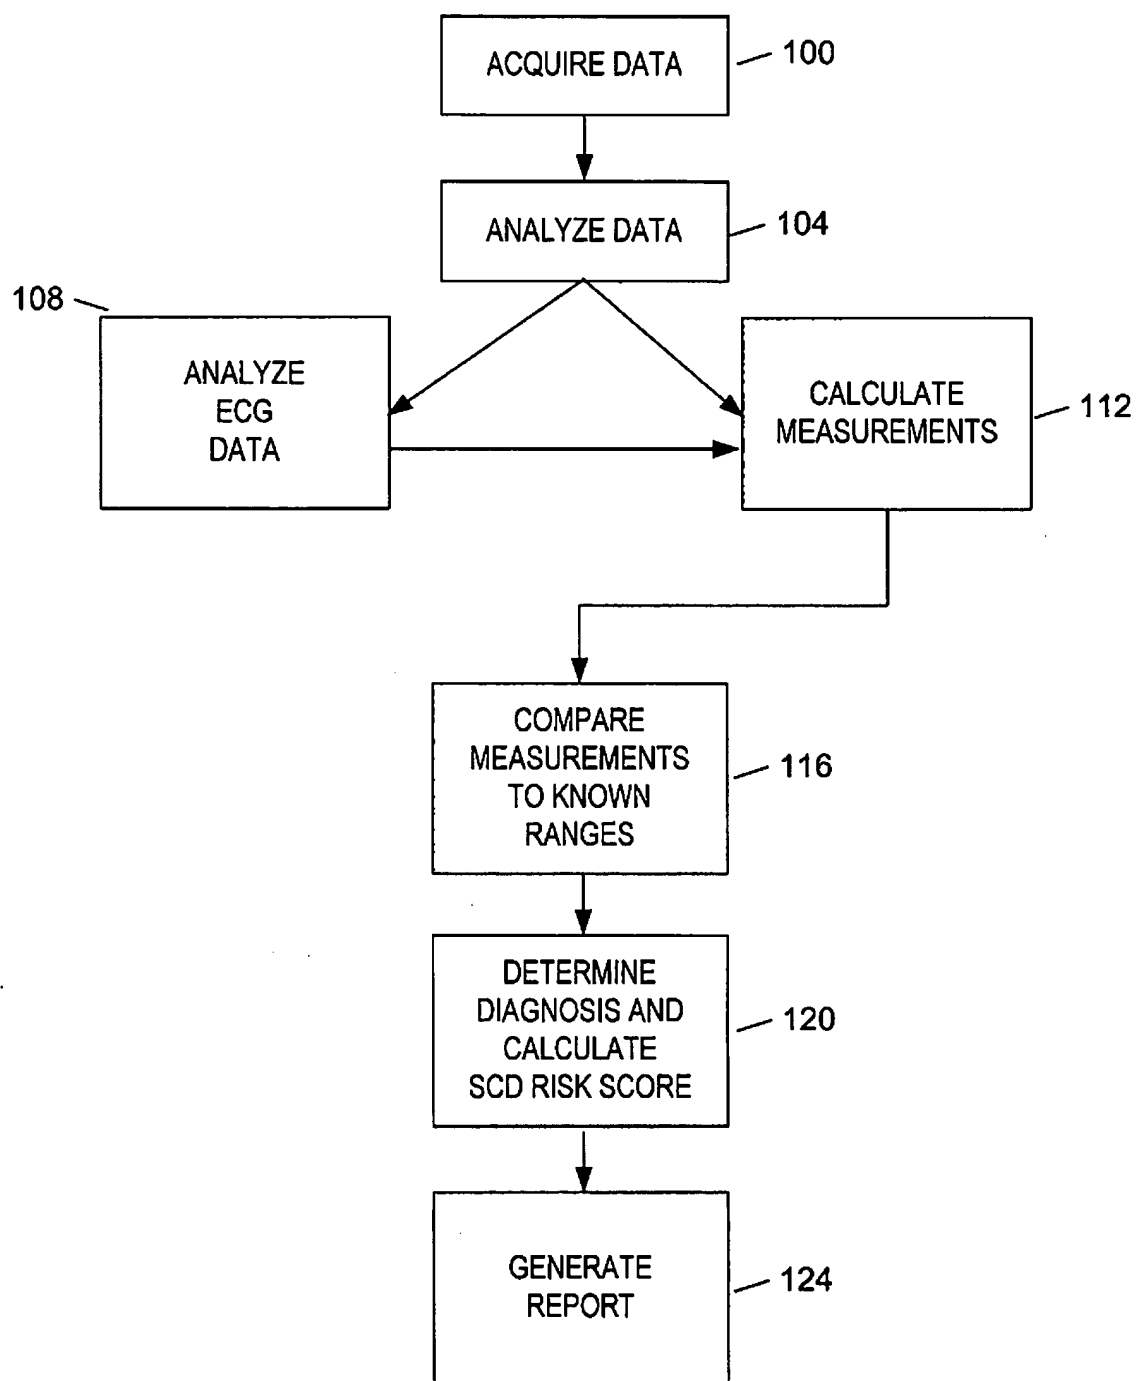 ACQUIRE DATA
100
ANALYZE DATA
104
108
ANALYZE
ECG
DATA
CALCULATE
MEASUREMENTS
112
COMPARE
MEASUREMENTS
TO KNOWN
RANGES
116
DETERMINE
DIAGNOSIS AND
CALCULATE
SCD RISK SCORE
120
GENERATE
REPORT
124